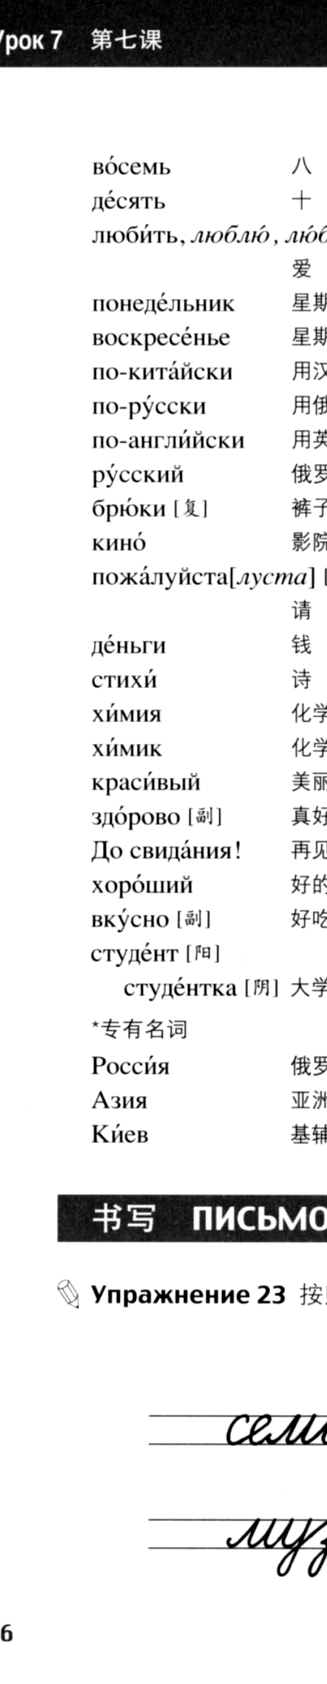 Урок 7 第七课
во́семь 八
де́сять 十
люби́ть, люблю́, лю́б
爱
понеде́льник 星期
воскресе́нье 星期
по-кита́йски 用汉
по-ру́сски 用俄
по-англи́йски 用英
ру́сский 俄罗
брю́ки [复] 裤子
кино́ 影院
пожа́луйста[луста] [
请
де́ньги 钱
стихи́ 诗
хи́мия 化学
хи́мик 化学
краси́вый 美丽
здо́рово [副] 真好
До свида́ния! 再见
хоро́ший 好的
вку́сно [副] 好吃
студе́нт [阳]
студе́нтка [阴] 大学
*专有名词
Росси́я 俄罗
Азия 亚洲
Ки́ев 基辅
书写 ПИСЬМО
Упражнение 23 按
семь
муз
6